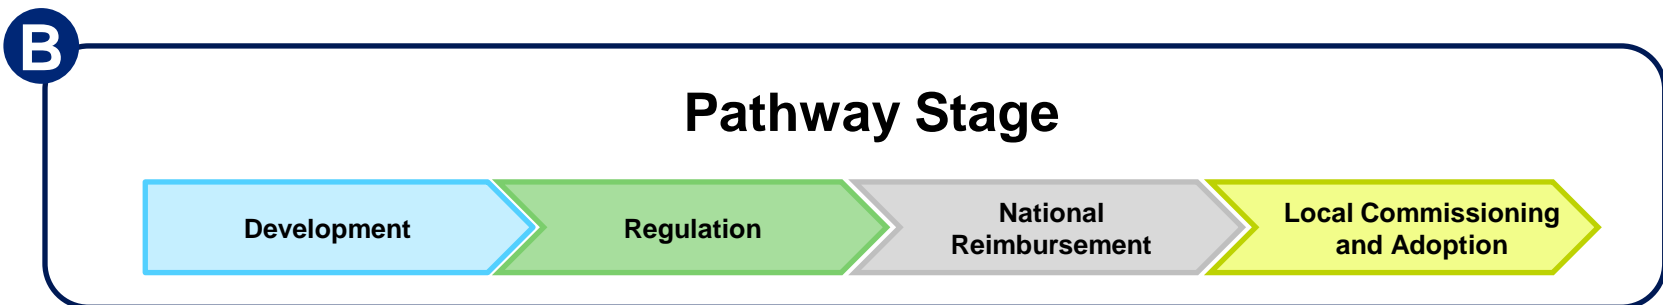 B
Pathway Stage
Development
Regulation
National
Reimbursement
Local Commissioning
and Adoption